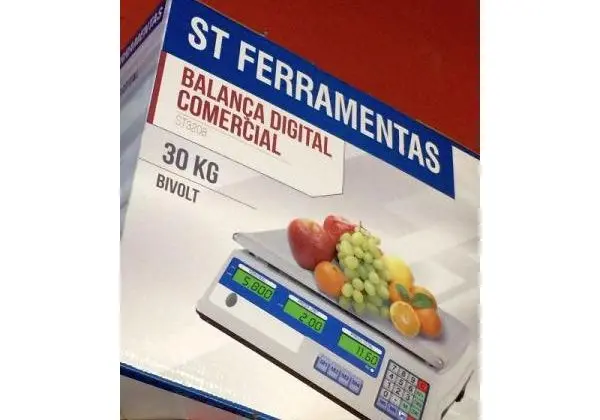 ST FERRAMENTAS
BALANÇA DIGITAL
COMERCIAL
ST3208
30 KG
BIVOLT
5.800
2.00
11.60